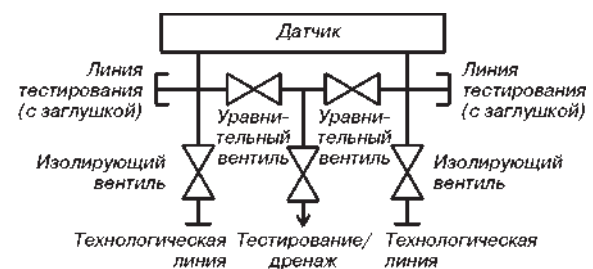 Датчик
Линия
тестирования
(с заглушкой)
Линия
тестирования
(с заглушкой)
Уравни-
тельный
вентиль
Уравни-
тельный
вентиль
Изолирующий
вентиль
Изолирующий
вентиль
Технологическая
линия
Тестирование/
дренаж
Технологическая
линия